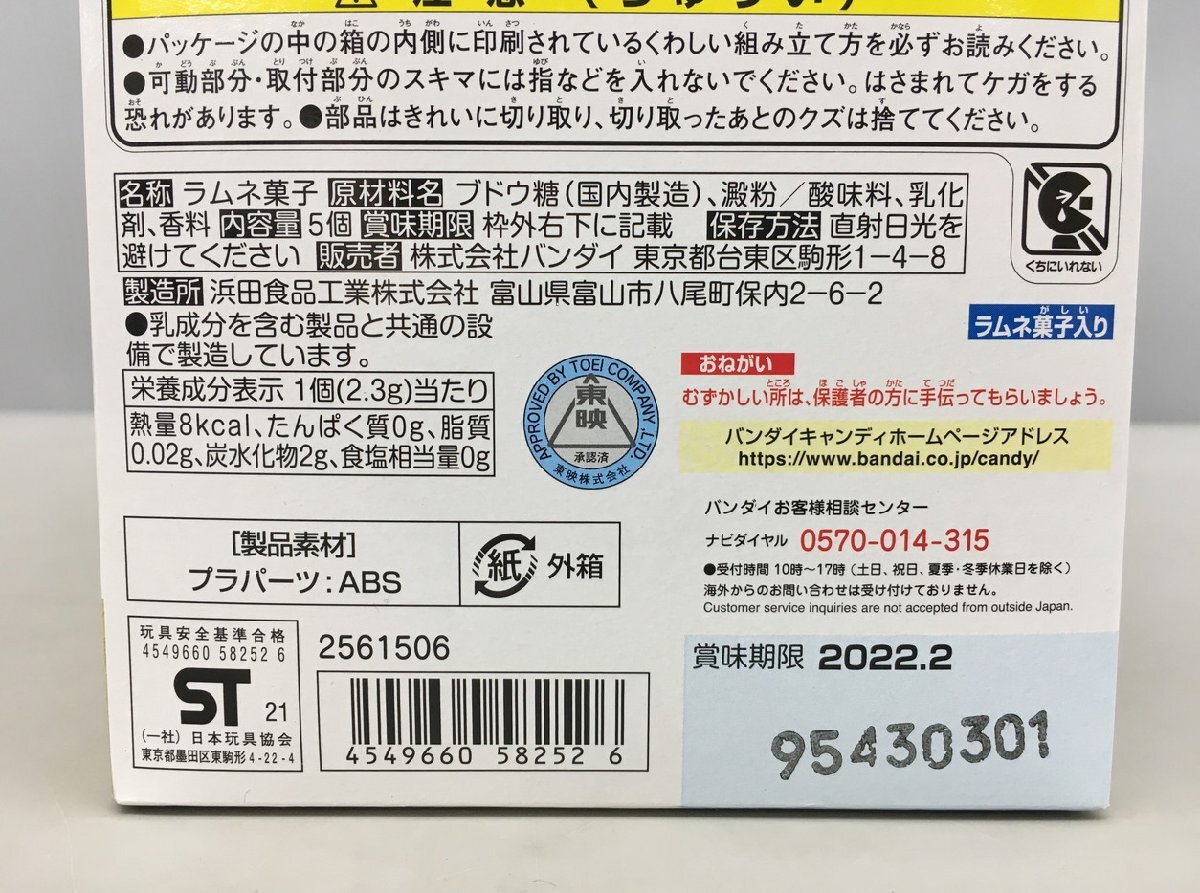 注意(ちゅうい)
●パッケージの中の箱の内側に印刷されているくわしい組み立て方を必ずお読みください。
●可動部分・取付部分のスキマには指などを入れないでください。はさまれてケガをする
恐れがあります。●部品はきれいに切り取り、切り取ったあとのクズは捨ててください。
名称 ラムネ菓子 原材料名 ブドウ糖(国内製造)、澱粉/酸味料、乳化
剤、香料 内容量 5個 賞味期限 枠外右下に記載 保存方法 直射日光を
避けてください 販売者 株式会社バンダイ 東京都台東区駒形1-4-8
製造所 浜田食品工業株式会社 富山県富山市八尾町保内2-6-2
くちにいれない
ラムネ菓子入り
●乳成分を含む製品と共通の設
備で製造しています。
栄養成分表示 1個(2.3g)当たり
熱量8kcal、たんぱく質0g、脂質
0.02g、炭水化物2g、食塩相当量0g
APPROVED BY TOEI COMPANY, LTD.
東映
承認済
東映株式会社
おねがい
むずかしい所は、保護者の方に手伝ってもらいましょう。
バンダイキャンディホームページアドレス
https://www.bandai.co.jp/candy/
バンダイお客様相談センター
ナビダイヤル 0570-014-315
●受付時間 10時~17時(土日、祝日、夏季・冬季休業日を除く)
海外からのお問い合わせは受け付けておりません。
Customer service inquiries are not accepted from outside Japan.
[製品素材]
プラパーツ:ABS
紙 外箱
玩具安全基準合格
4549660 58252 6
ST 21
(一社)日本玩具協会
東京都墨田区東駒形4-22-4
2561506
4549660 582526
賞味期限 2022.2
95430301